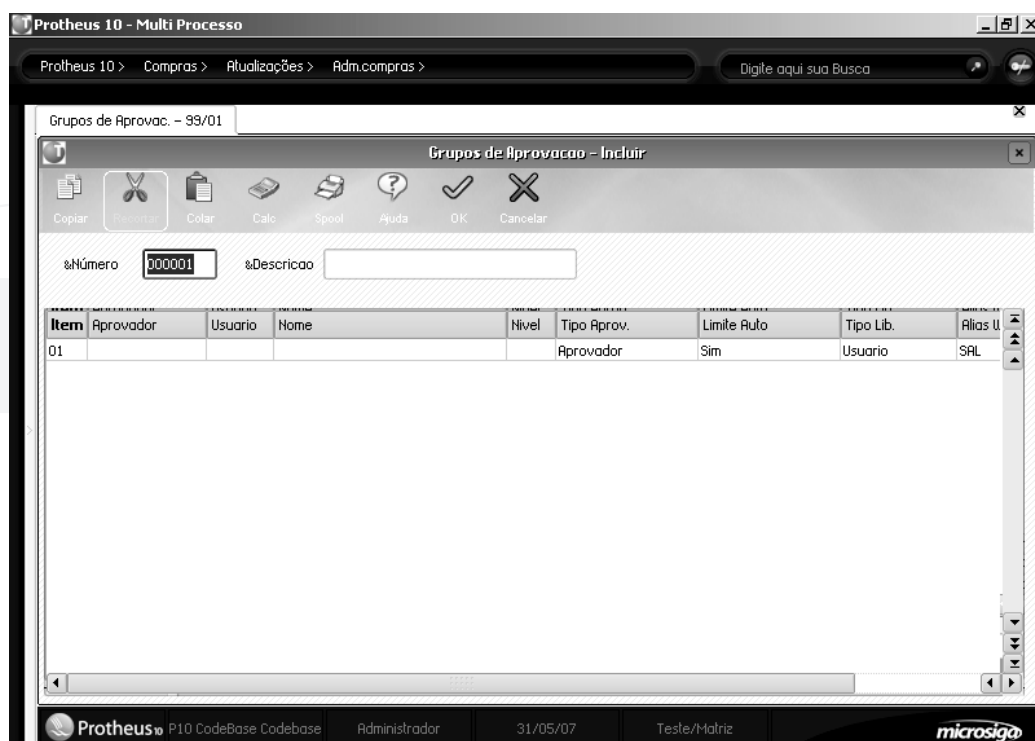 Protheus 10 - Multi Processo
Protheus 10 > Compras > Atualizações > Adm.compras > Digite aqui sua Busca
Grupos de Aprovac. – 99/01
Grupos de Aprovacao – Incluir
Copiar Recortar Colar Calc Spool Ajuda OK Cancelar
&Número 000001 &Descricao
Item Aprovador Usuario Nome Nivel Tipo Aprov. Limite Auto Tipo Lib. Alias
01 Aprovador Sim Usuario SAL
Protheus 10 P10 CodeBase Codebase Administrador 31/05/07 Teste/Matriz microsiga